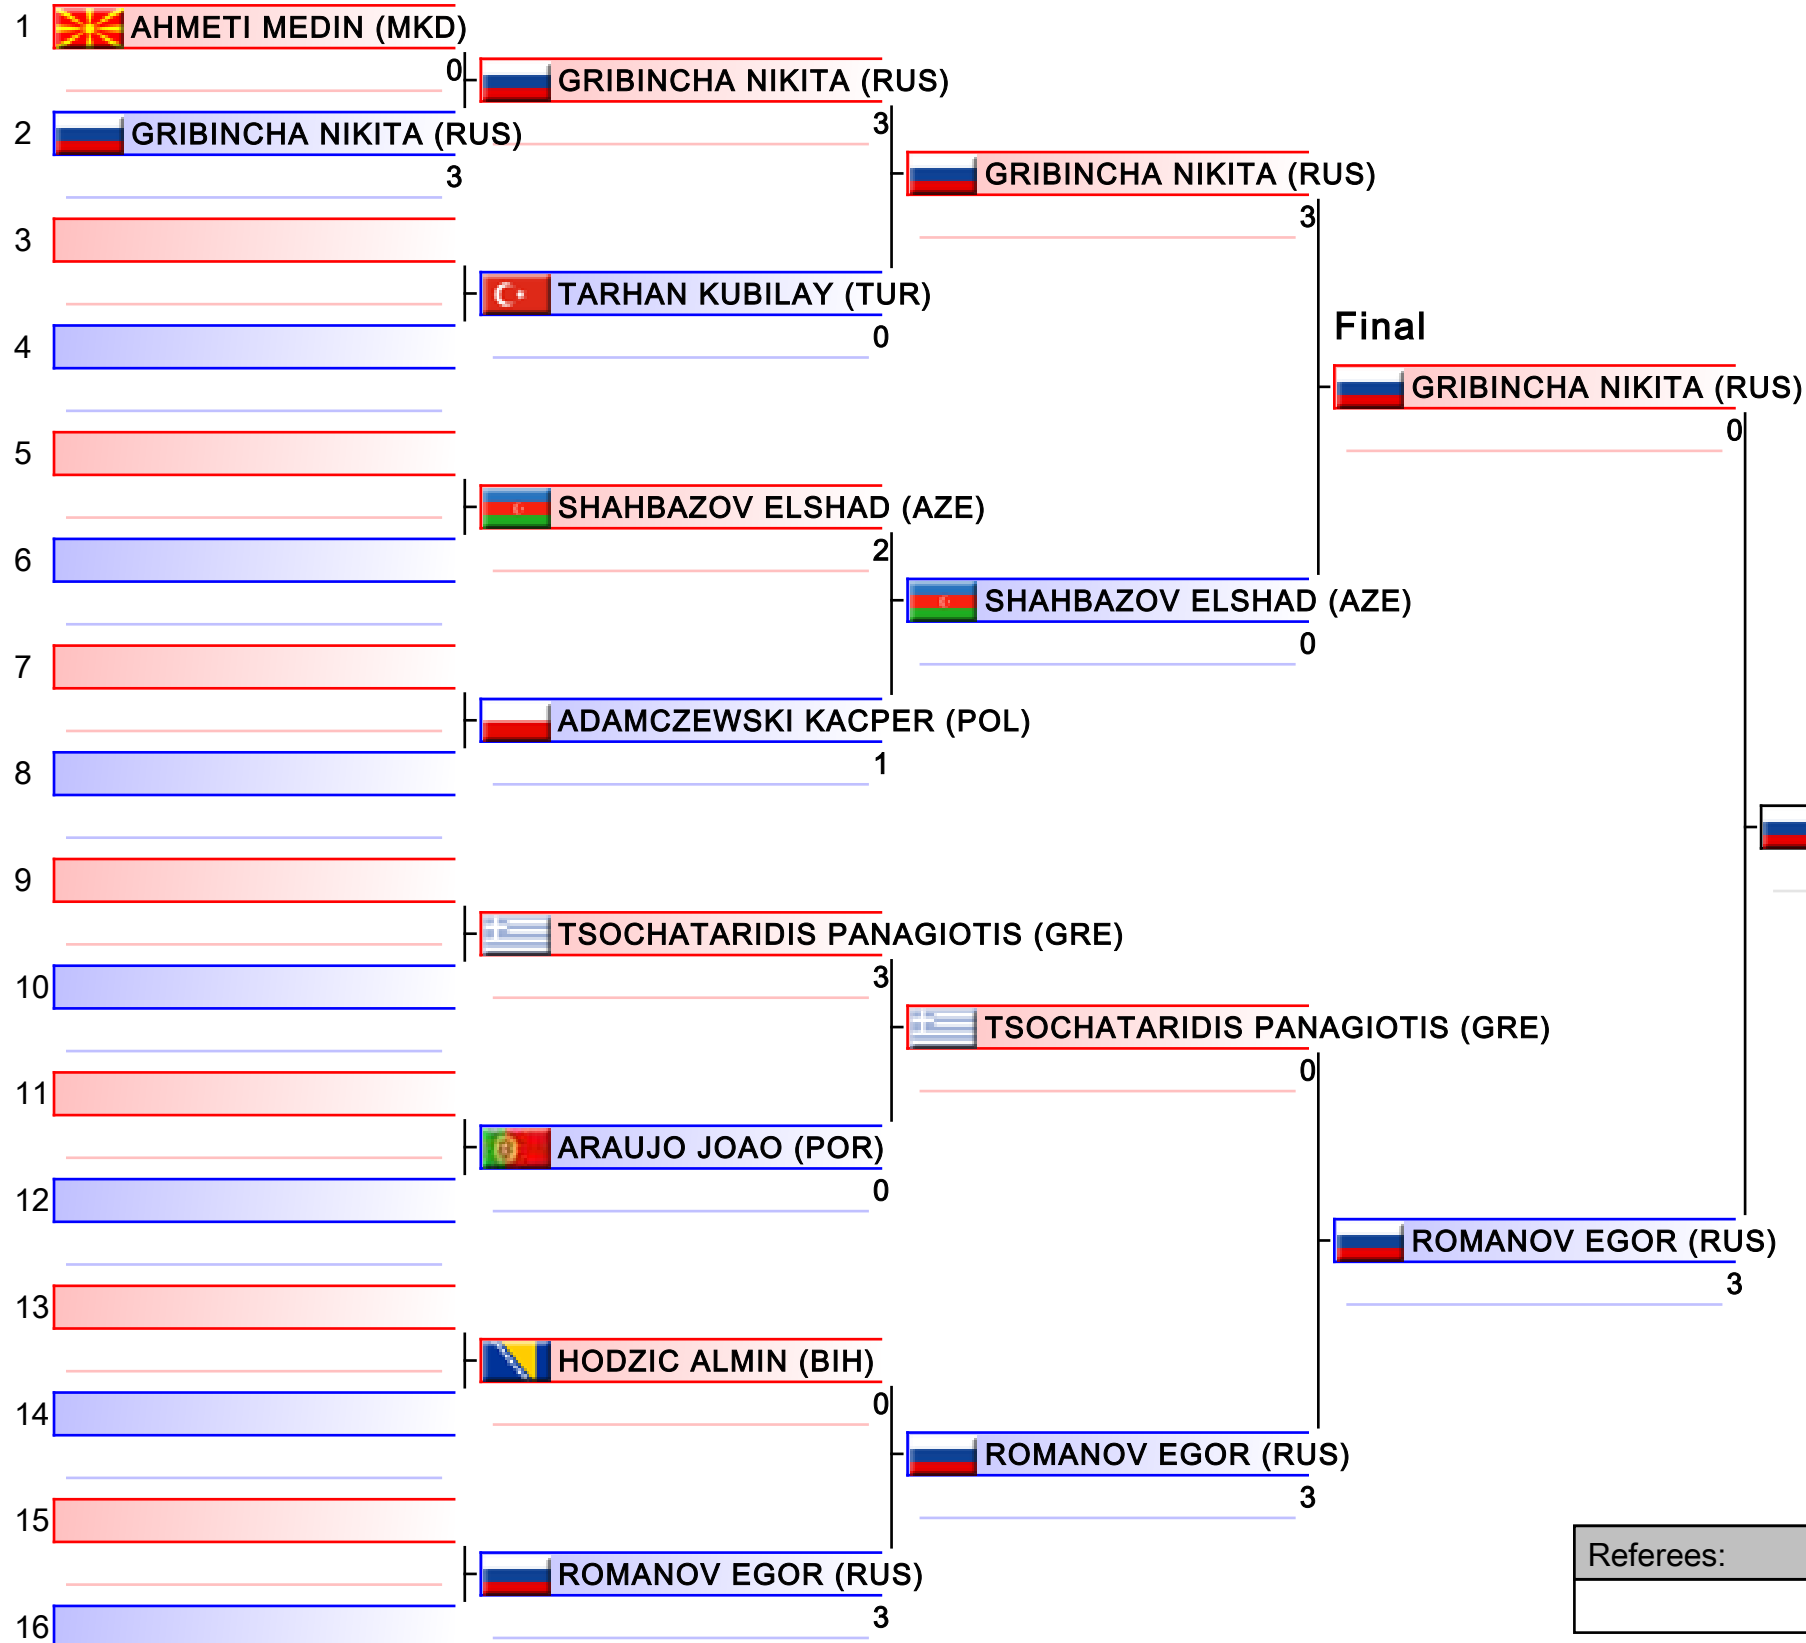 1 AHMETI MEDIN (MKD)
0
GRIBINCHA NIKITA (RUS)
3
2 GRIBINCHA NIKITA (RUS)
3
GRIBINCHA NIKITA (RUS)
3
3
TARHAN KUBILAY (TUR)
0
4
Final
GRIBINCHA NIKITA (RUS)
0
5
SHAHBAZOV ELSHAD (AZE)
2
6
SHAHBAZOV ELSHAD (AZE)
0
7
ADAMCZEWSKI KACPER (POL)
1
8
9
TSOCHATARIDIS PANAGIOTIS (GRE)
3
10
TSOCHATARIDIS PANAGIOTIS (GRE)
0
11
ARAUJO JOAO (POR)
0
12
ROMANOV EGOR (RUS)
3
13
HODZIC ALMIN (BIH)
0
14
ROMANOV EGOR (RUS)
3
15
ROMANOV EGOR (RUS)
3
16
Referees: